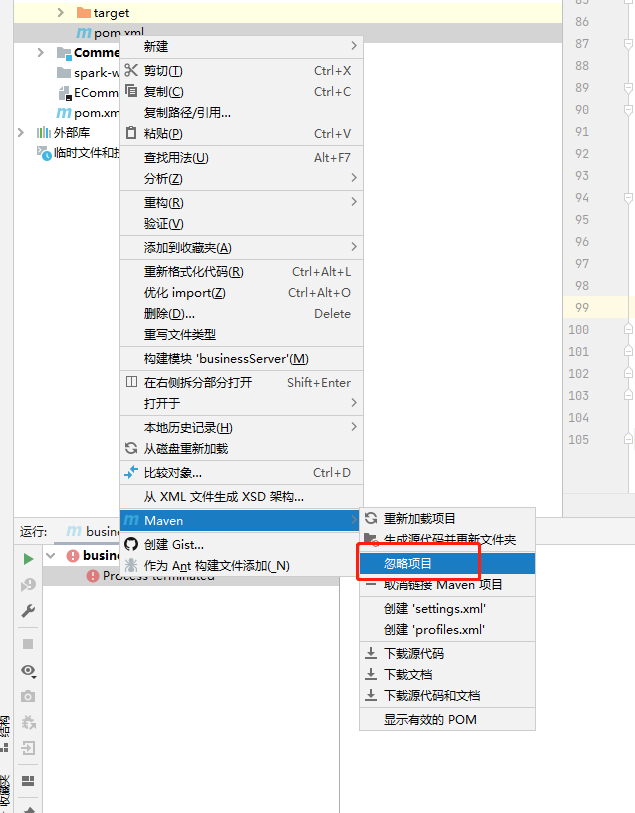 target
pom.xml
Comme
spark-w
EComm
pom.xm
外部库
临时文件和
新建
剪切(T) Ctrl+X
复制(C) Ctrl+C
复制路径/引用...
粘贴(P) Ctrl+V
查找用法(U) Alt+F7
分析(Z)
重构(R)
验证(V)
添加到收藏夹(A)
重新格式化代码(R) Ctrl+Alt+L
优化 import(Z) Ctrl+Alt+O
删除(D)... Delete
重写文件类型
构建模块 'businessServer'(M)
在右侧拆分部分打开 Shift+Enter
打开于
本地历史记录(H)
从磁盘重新加载
比较对象... Ctrl+D
从 XML 文件生成 XSD 架构...
Maven
创建 Gist...
作为 Ant 构建文件添加(_N)
重新加载项目
生成源代码并更新文件夹
忽略项目
取消链接 Maven 项目
创建 'settings.xml'
创建 'profiles.xml'
下载源代码
下载文档
下载源代码和文档
显示有效的 POM
运行:
busin
busine
Process terminated
结构
收藏夹
85
86
87
88
89
90
91
92
93
94
95
96
97
98
99
100
101
102
103
104
105